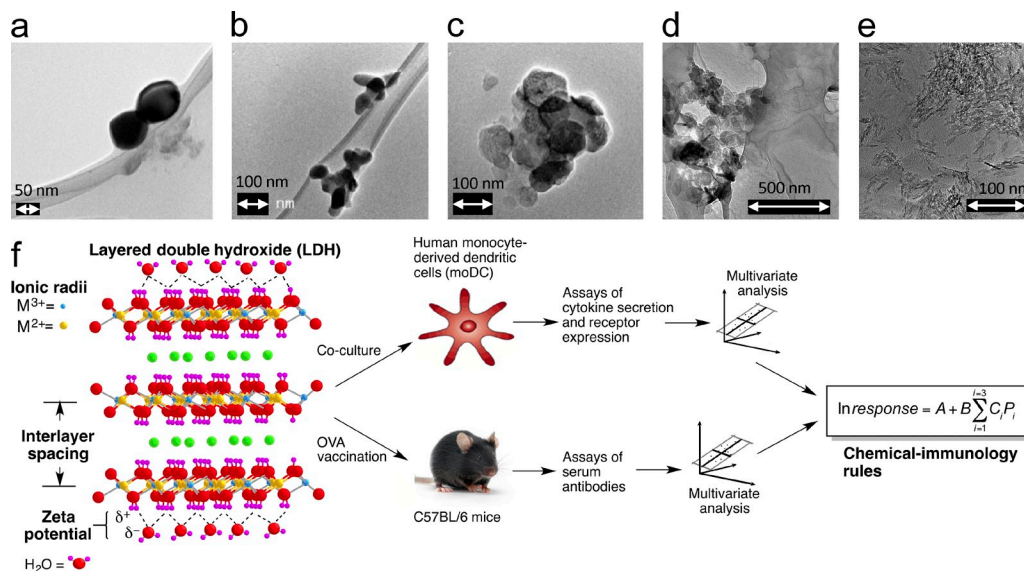 a
b
c
d
e
50 nm
100 nm
nm
100 nm
500 nm
100 nm
f
Layered double hydroxide (LDH)
Ionic radii
M³⁺=
M²⁺=
Interlayer
spacing
Zeta
potential
δ⁺
δ⁻
H₂O =
Human monocyte-
derived dendritic
cells (moDC)
Co-culture
Assays of
cytokine secretion
and receptor
expression
Multivariate
analysis
OVA
vaccination
C57BL/6 mice
Assays of
serum
antibodies
Multivariate
analysis
ln response = A + B ∑ i=1 i=3 CᵢPᵢ
Chemical-immunology
rules